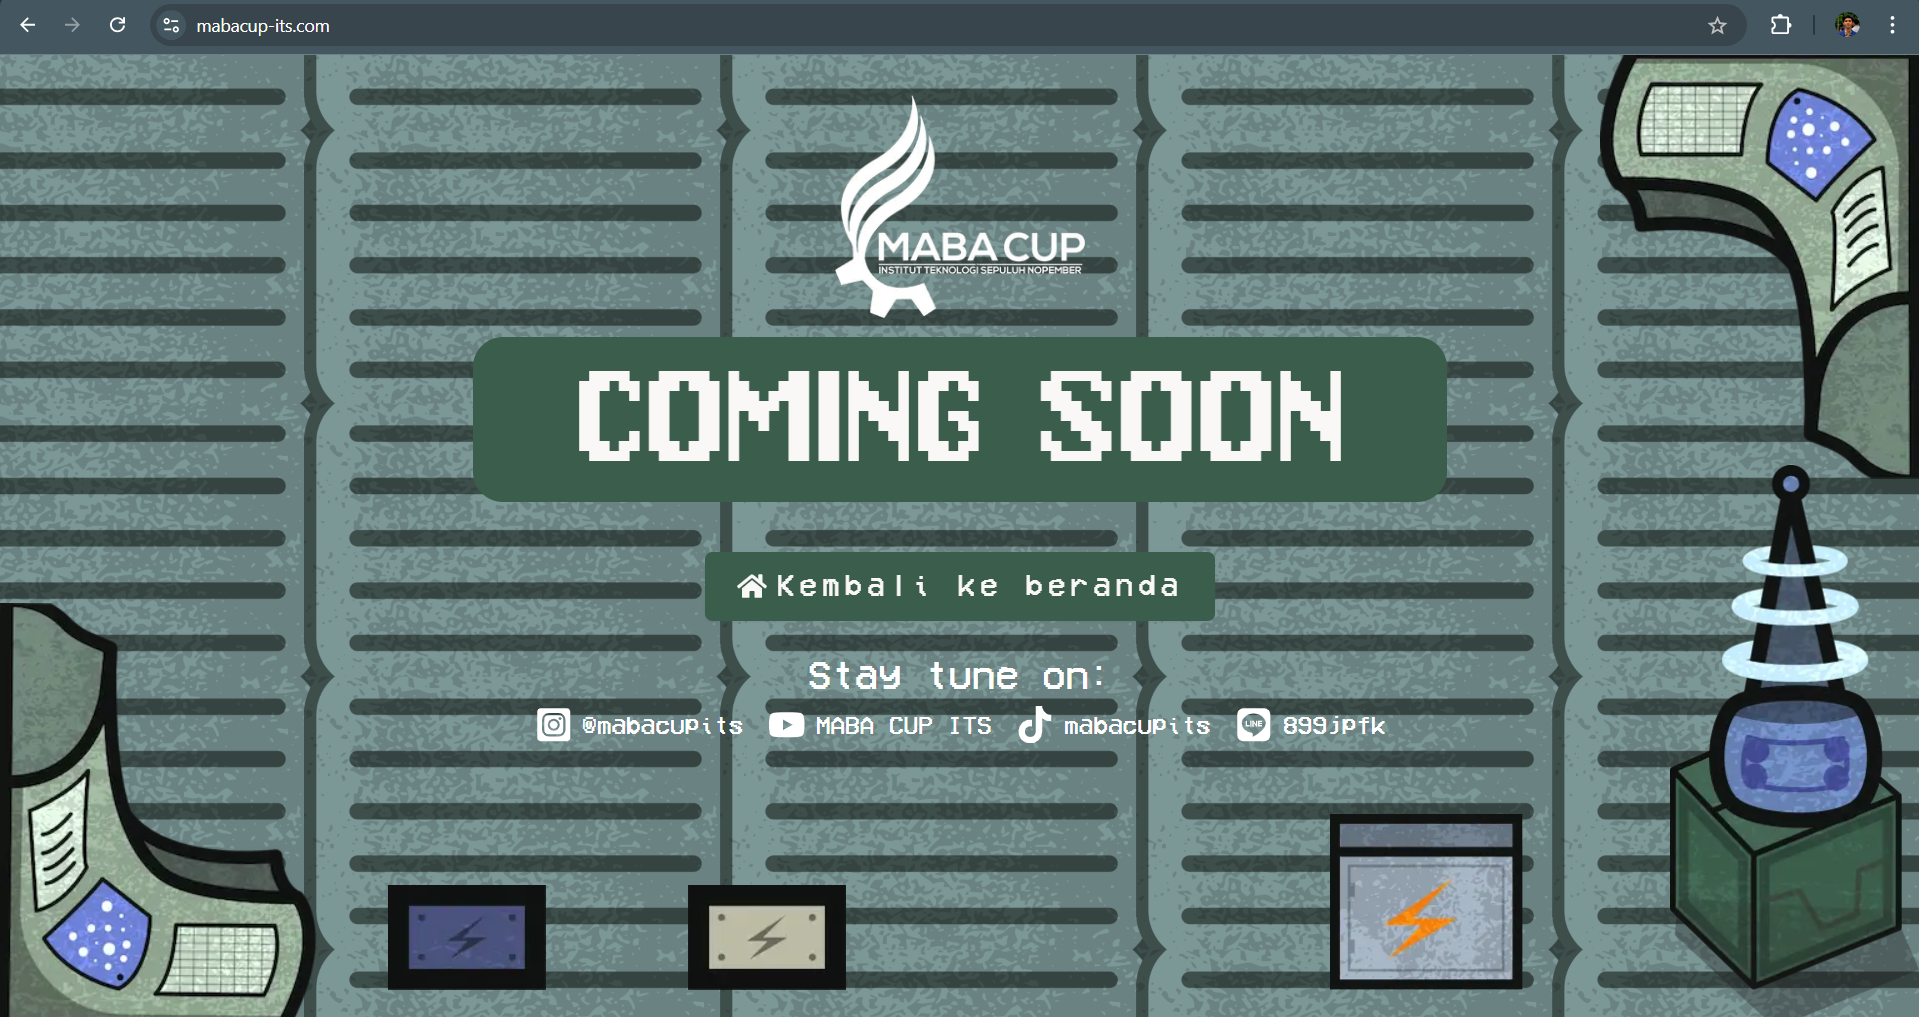 mabacup-its.com
MABA CUP
INSTITUT TEKNOLOGI SEPULUH NOPEMBER
COMING SOON
Kembali ke beranda
Stay tune on:
@mabacupits MABA CUP ITS mabacupits LINE 899jpfk